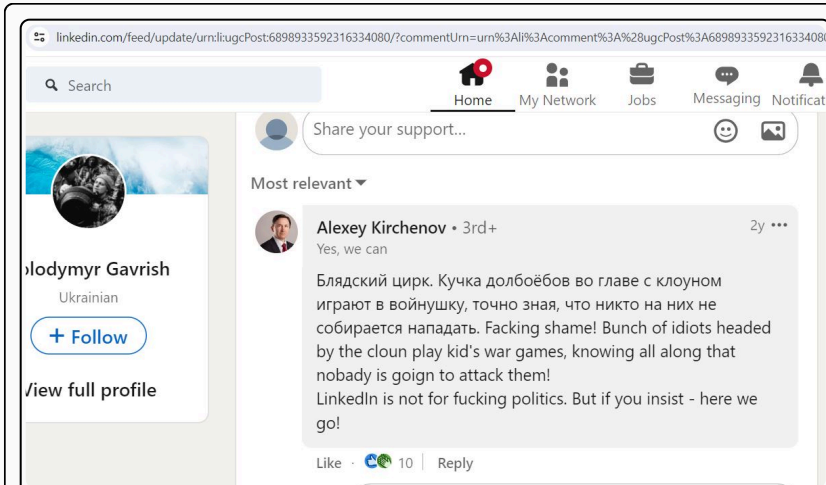 linkedin.com/feed/update/urn:li:ugcPost:6898933592316334080/?commentUrn=urn%3Ali%3Acomment%3A%28ugcPost%3A6898933592316334080
Search
Home
My Network
Jobs
Messaging
Notificat
Share your support...
Most relevant
Alexey Kirchenov • 3rd+
2y
Yes, we can
Блядский цирк. Кучка долбоёбов во главе с клоуном
играют в войнушку, точно зная, что никто на них не
собирается нападать. Facking shame! Bunch of idiots headed
by the cloun play kid's war games, knowing all along that
nobody is goign to attack them!
LinkedIn is not for fucking politics. But if you insist - here we
go!
Like · 10 | Reply
olodymyr Gavrish
Ukrainian
+ Follow
View full profile